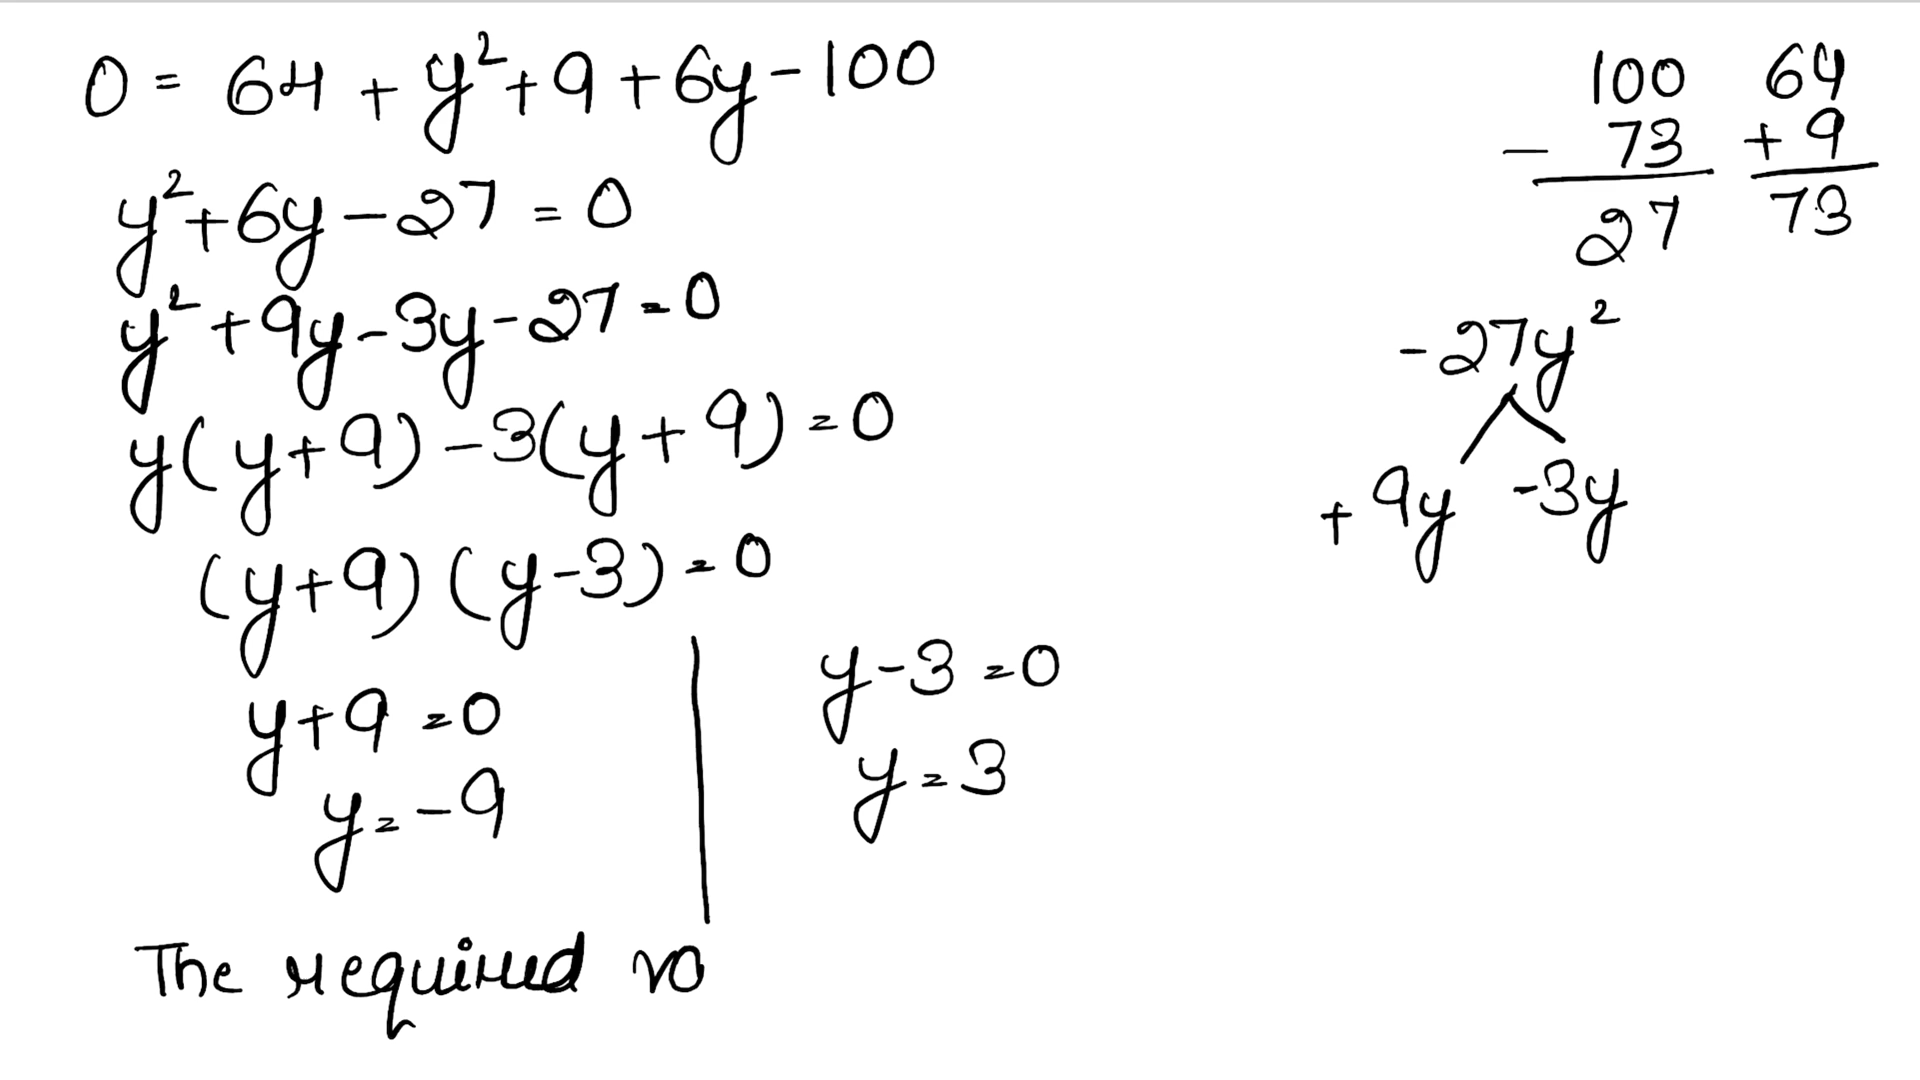 0 = 64 + y² + 9 + 6y - 100
y² + 6y - 27 = 0
y² + 9y - 3y - 27 = 0
y(y + 9) - 3(y + 9) = 0
(y + 9) (y - 3) = 0
y + 9 = 0
y = -9
y - 3 = 0
y = 3
The required va
100
- 73
27
64
+ 9
73
-27y²
+ 9y -3y